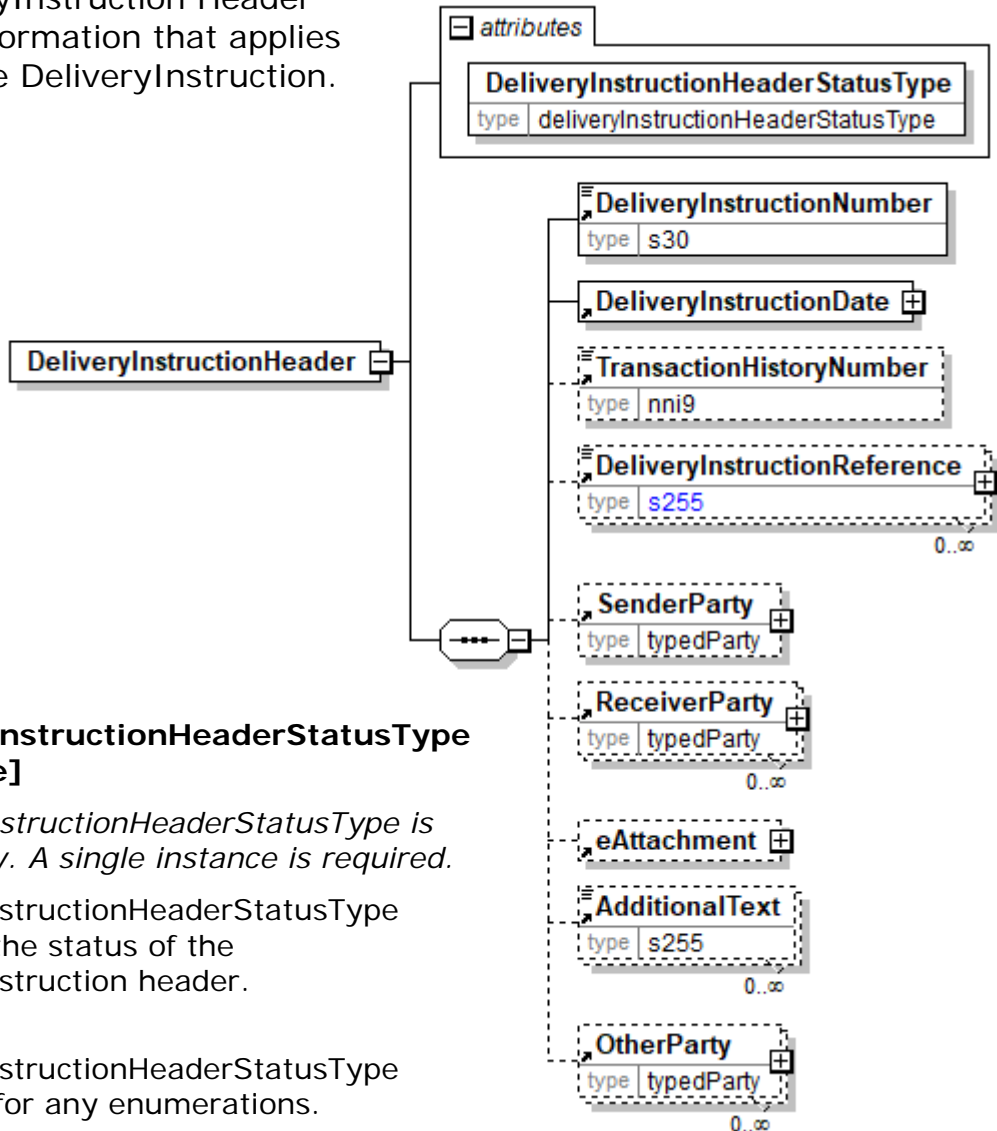 yInstruction Header
ormation that applies
e DeliveryInstruction.
attributes
DeliveryInstructionHeaderStatusType
type deliveryInstructionHeaderStatusType
DeliveryInstructionNumber
type s30
DeliveryInstructionDate
DeliveryInstructionHeader
TransactionHistoryNumber
type nni9
DeliveryInstructionReference
type s255
0..∞
SenderParty
type typedParty
ReceiverParty
type typedParty
0..∞
eAttachment
AdditionalText
type s255
0..∞
OtherParty
type typedParty
0..∞
nstructionHeaderStatusType
e]
structionHeaderStatusType is
y. A single instance is required.
structionHeaderStatusType
the status of the
struction header.
structionHeaderStatusType
for any enumerations.